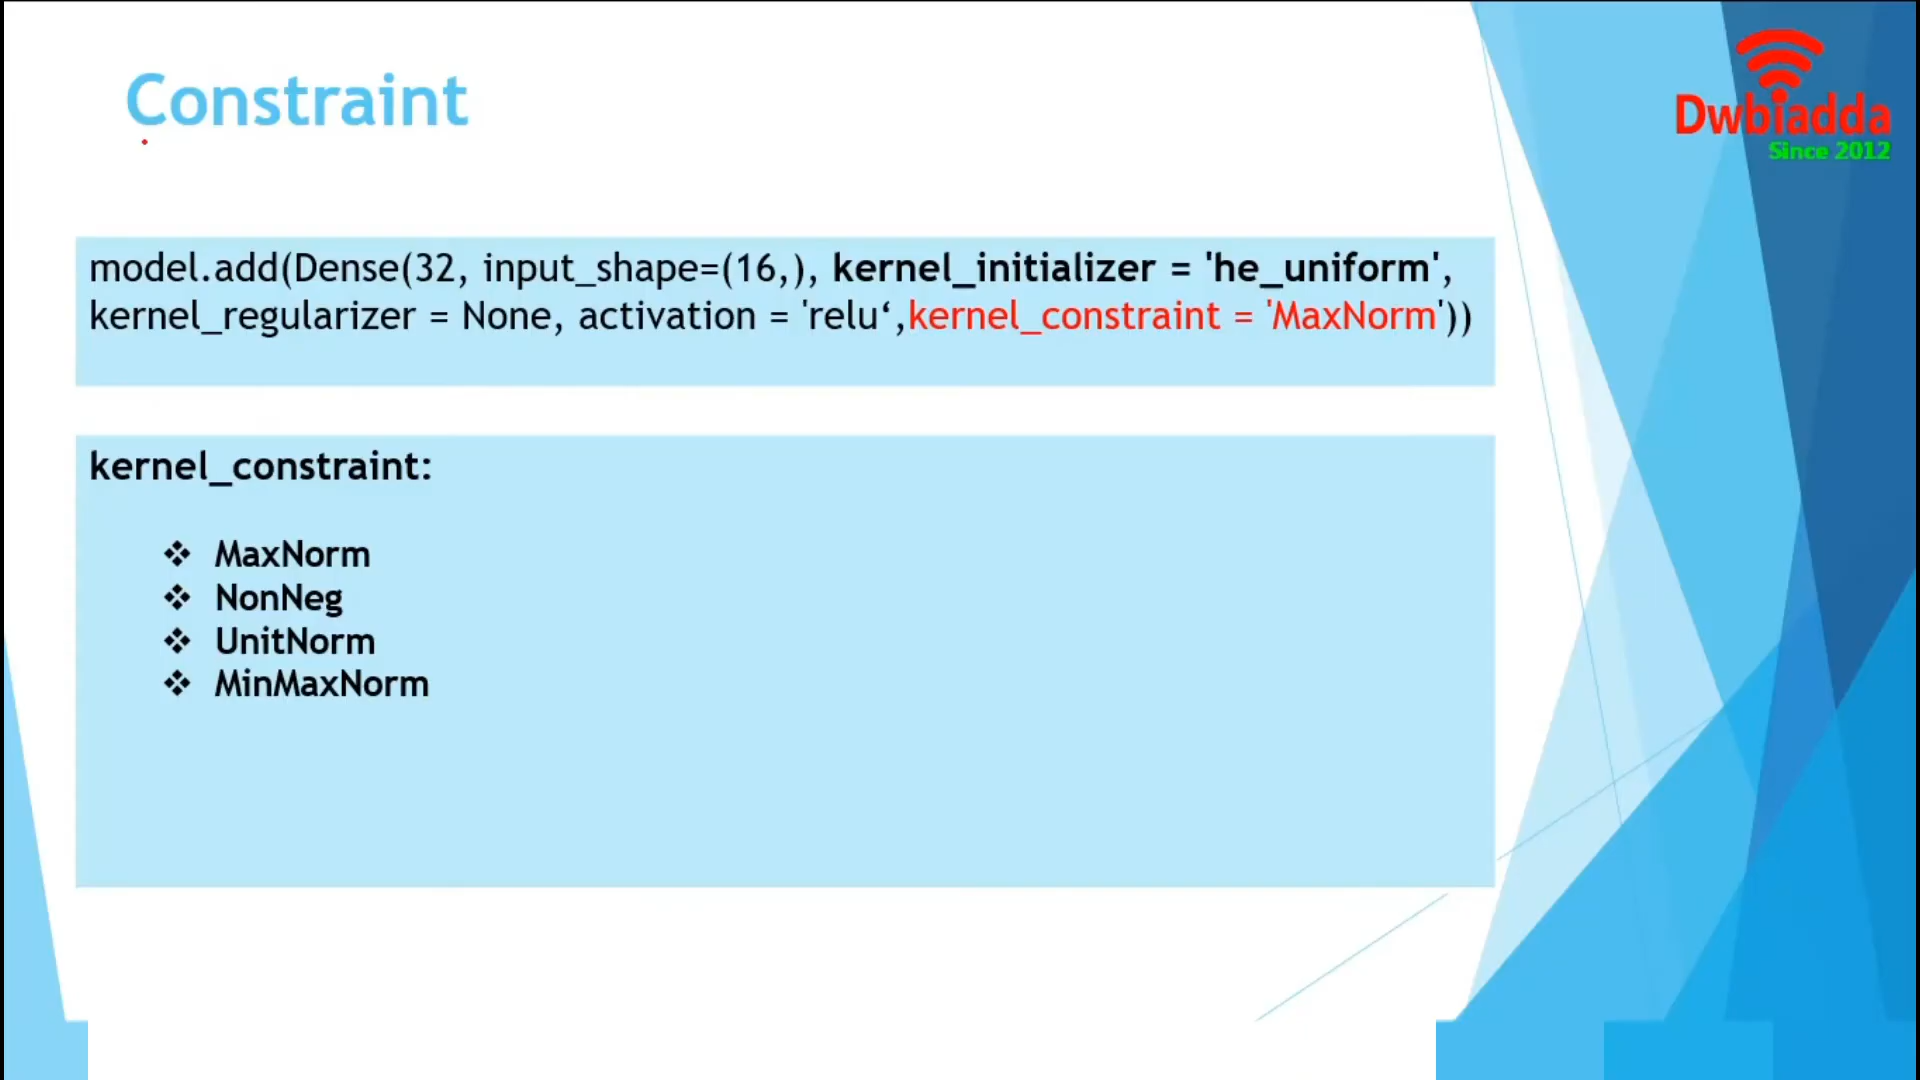 Constraint
Dwbiadda
Since 2012
model.add(Dense(32, input_shape=(16,), kernel_initializer = 'he_uniform',
kernel_regularizer = None, activation = 'relu‘,kernel_constraint = 'MaxNorm'))
kernel_constraint:
❖ MaxNorm
❖ NonNeg
❖ UnitNorm
❖ MinMaxNorm